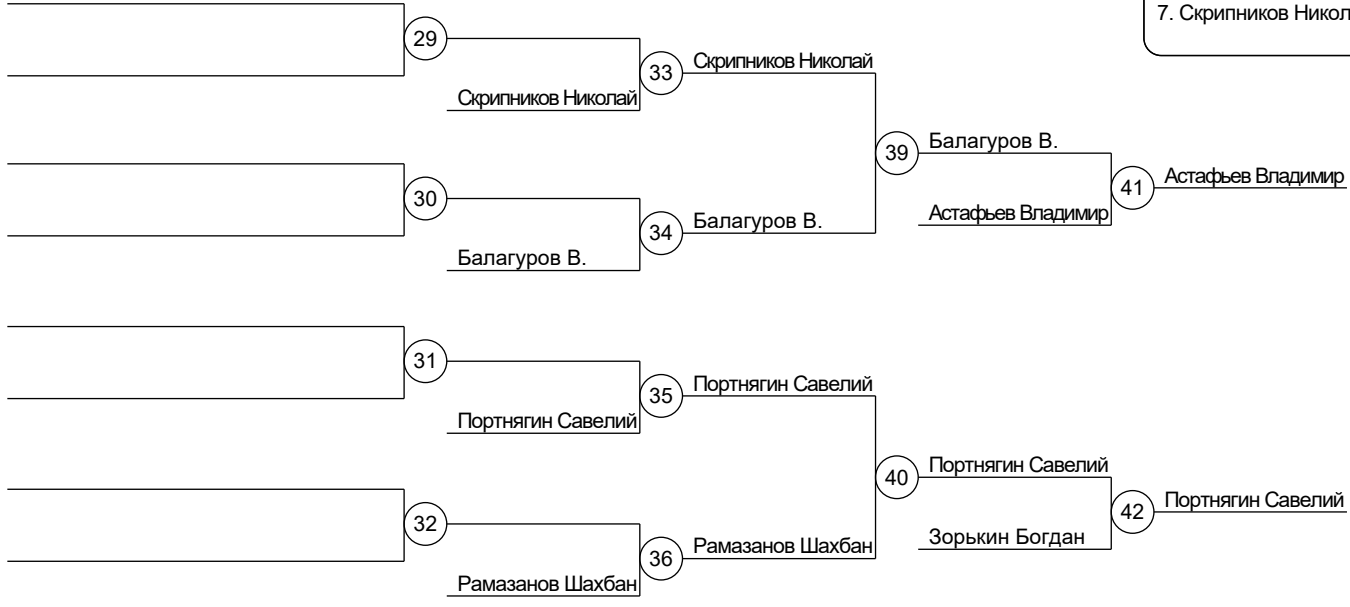 7. Скрипников Никол
29
33
Скрипников Николай
Скрипников Николай
39
Балагуров В.
30
34
Балагуров В.
Балагуров В.
41
Астафьев Владимир
Астафьев Владимир
31
35
Портнягин Савелий
Портнягин Савелий
40
Портнягин Савелий
32
36
Рамазанов Шахбан
Рамазанов Шахбан
42
Портнягин Савелий
Зорькин Богдан